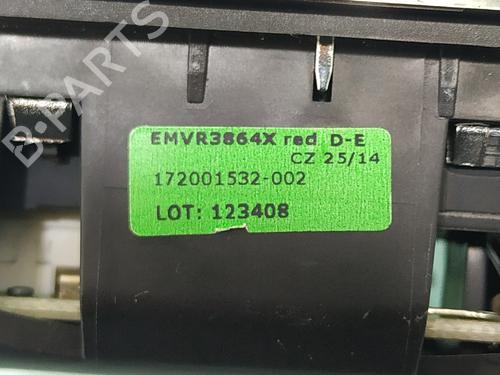 B-PARTS
EMVR3864X red D-E
CZ 25/14
172001532-002
LOT: 123408